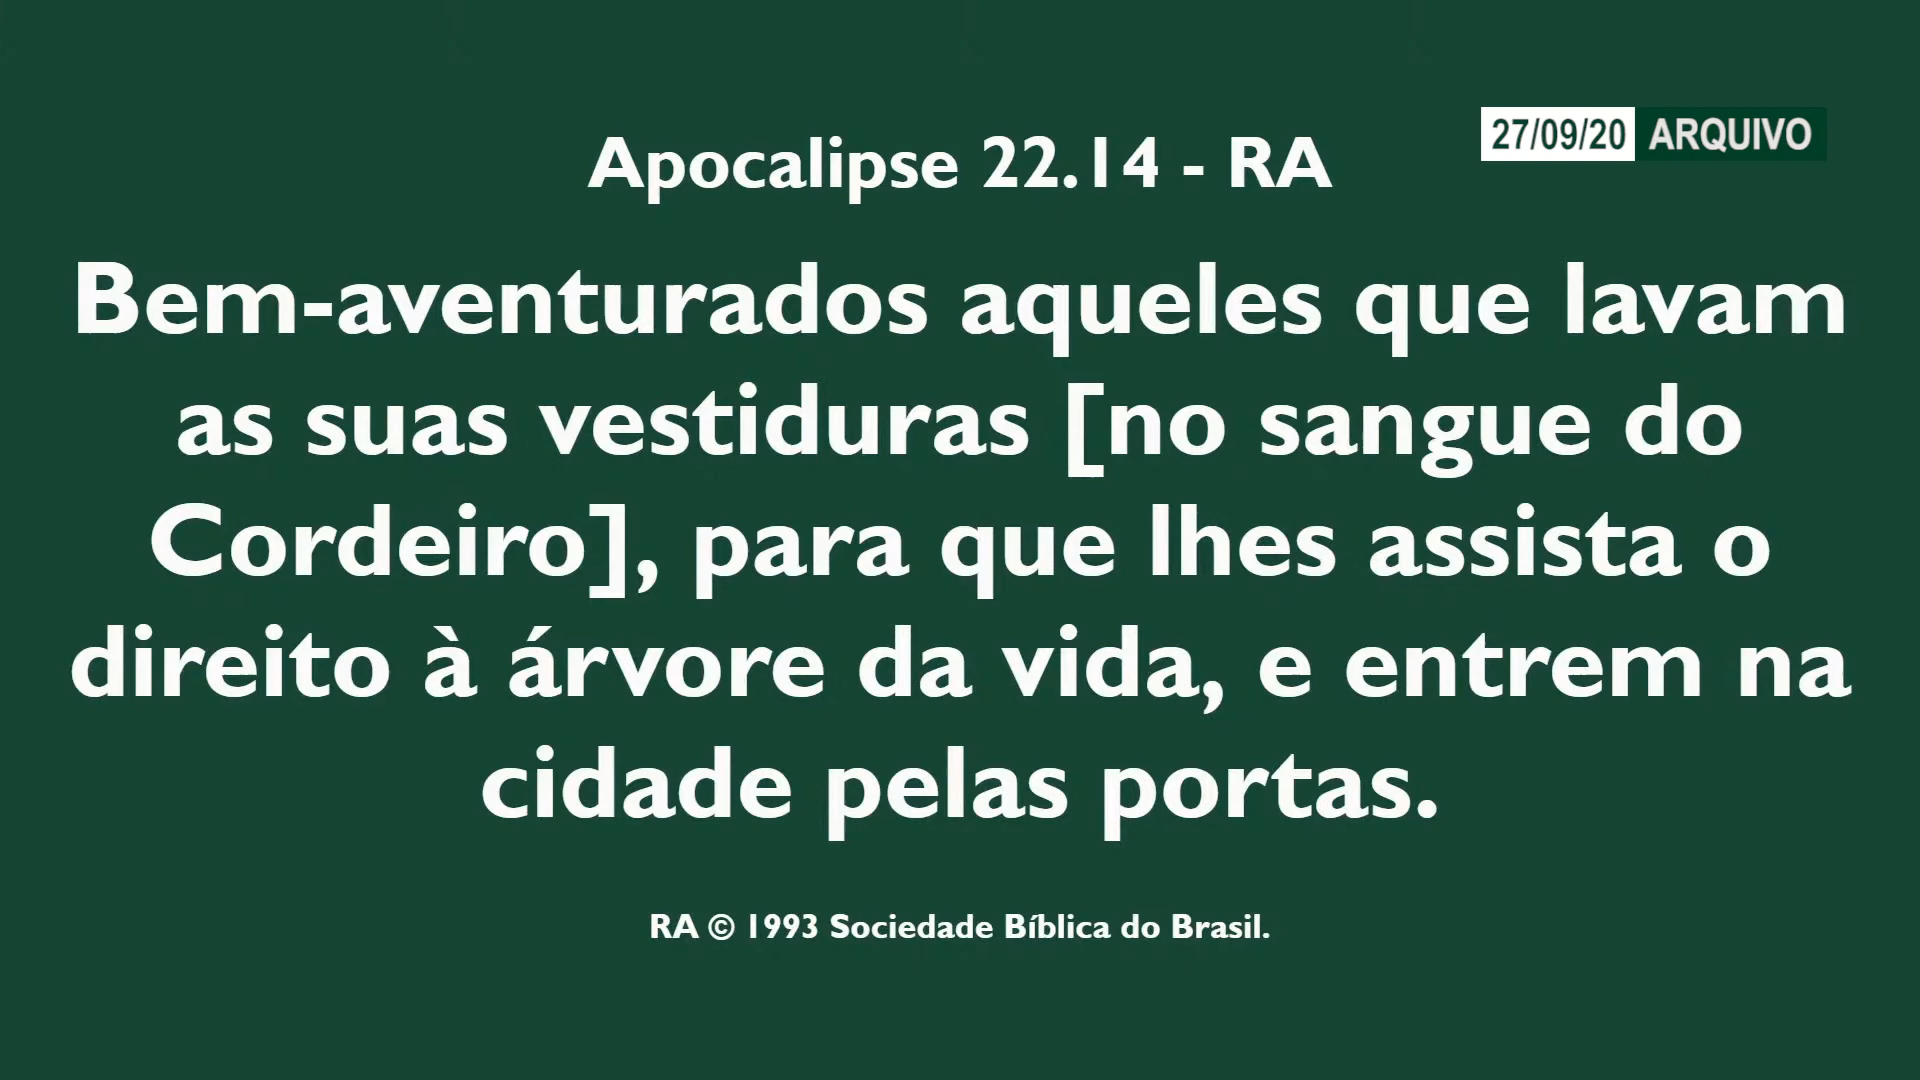 27/09/20 ARQUIVO
Apocalipse 22.14 - RA
Bem-aventurados aqueles que lavam
as suas vestiduras [no sangue do
Cordeiro], para que lhes assista o
direito à árvore da vida, e entrem na
cidade pelas portas.
RA © 1993 Sociedade Bíblica do Brasil.